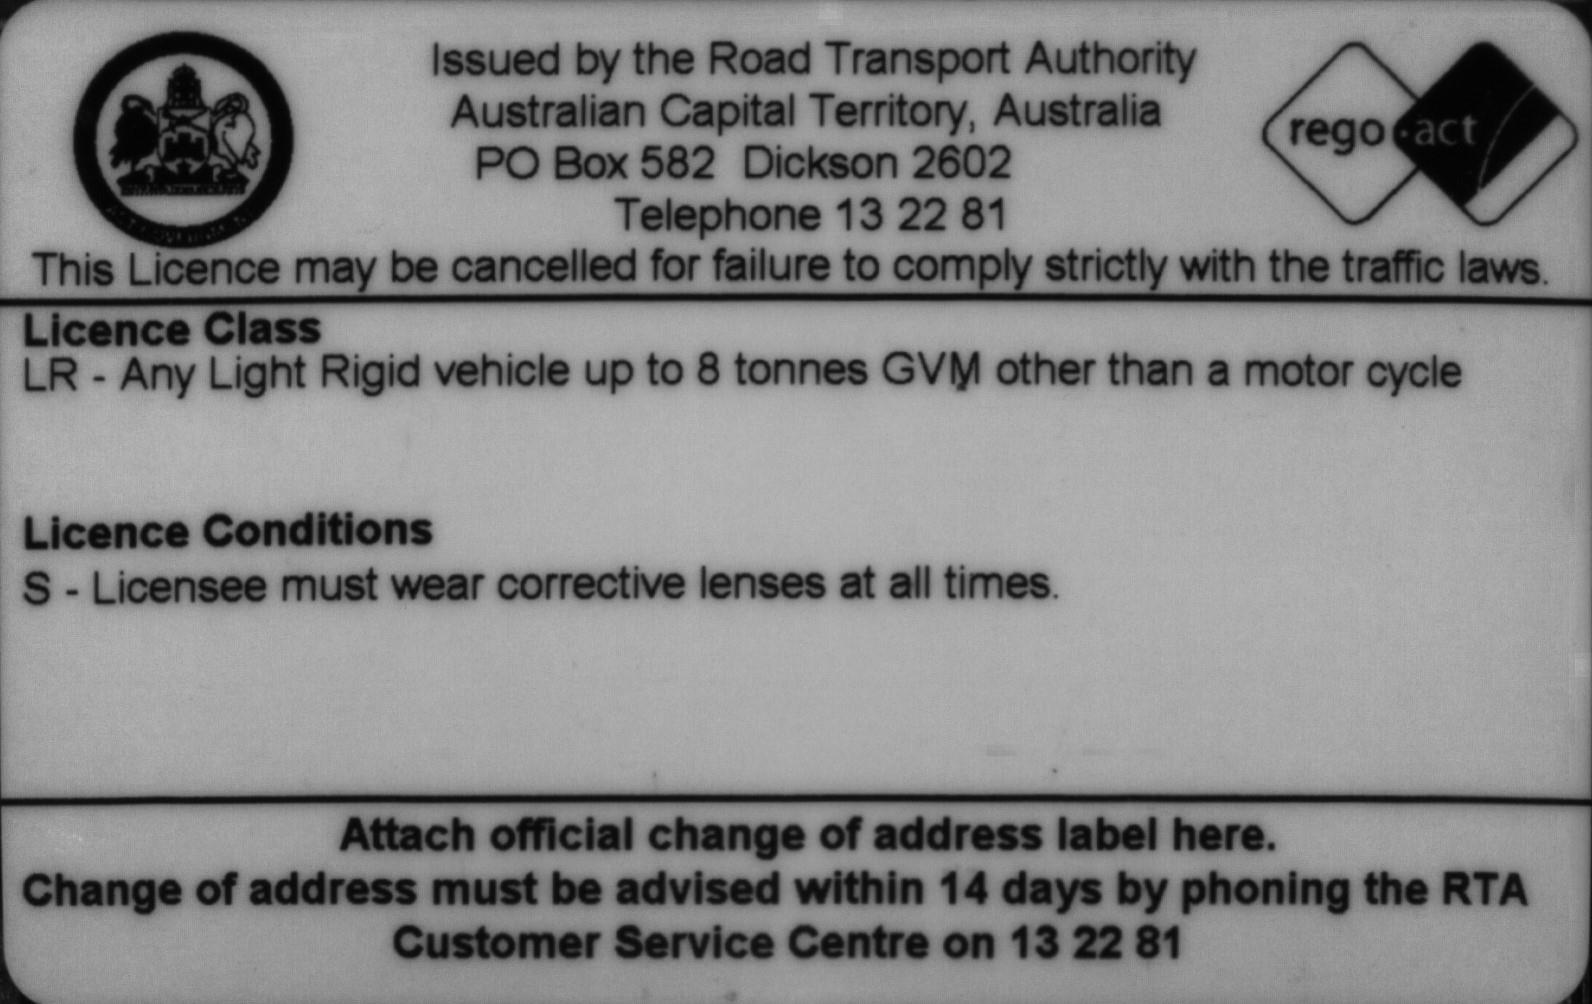 Issued by the Road Transport Authority
Australian Capital Territory, Australia
PO Box 582 Dickson 2602
Telephone 13 22 81
rego·act
This Licence may be cancelled for failure to comply strictly with the traffic laws.
Licence Class
LR - Any Light Rigid vehicle up to 8 tonnes GVM other than a motor cycle
Licence Conditions
S - Licensee must wear corrective lenses at all times.
Attach official change of address label here.
Change of address must be advised within 14 days by phoning the RTA
Customer Service Centre on 13 22 81